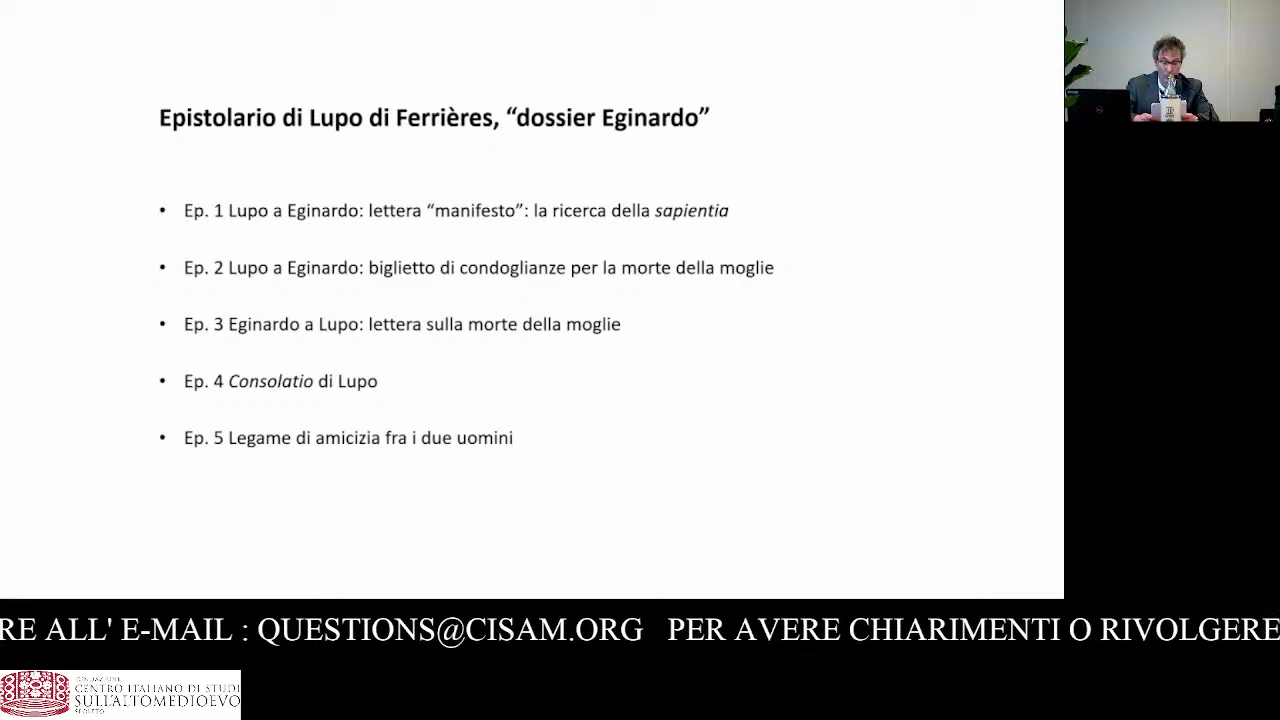 Epistolario di Lupo di Ferrières, “dossier Eginardo”
• Ep. 1 Lupo a Eginardo: lettera “manifesto”: la ricerca della sapientia
• Ep. 2 Lupo a Eginardo: biglietto di condoglianze per la morte della moglie
• Ep. 3 Eginardo a Lupo: lettera sulla morte della moglie
• Ep. 4 Consolatio di Lupo
• Ep. 5 Legame di amicizia fra i due uomini
RE ALL' E-MAIL : QUESTIONS@CISAM.ORG PER AVERE CHIARIMENTI O RIVOLGERE
FONDAZIONE
CENTRO ITALIANO DI STUDI
SULL'ALTOMEDIOEVO
SPOLETO